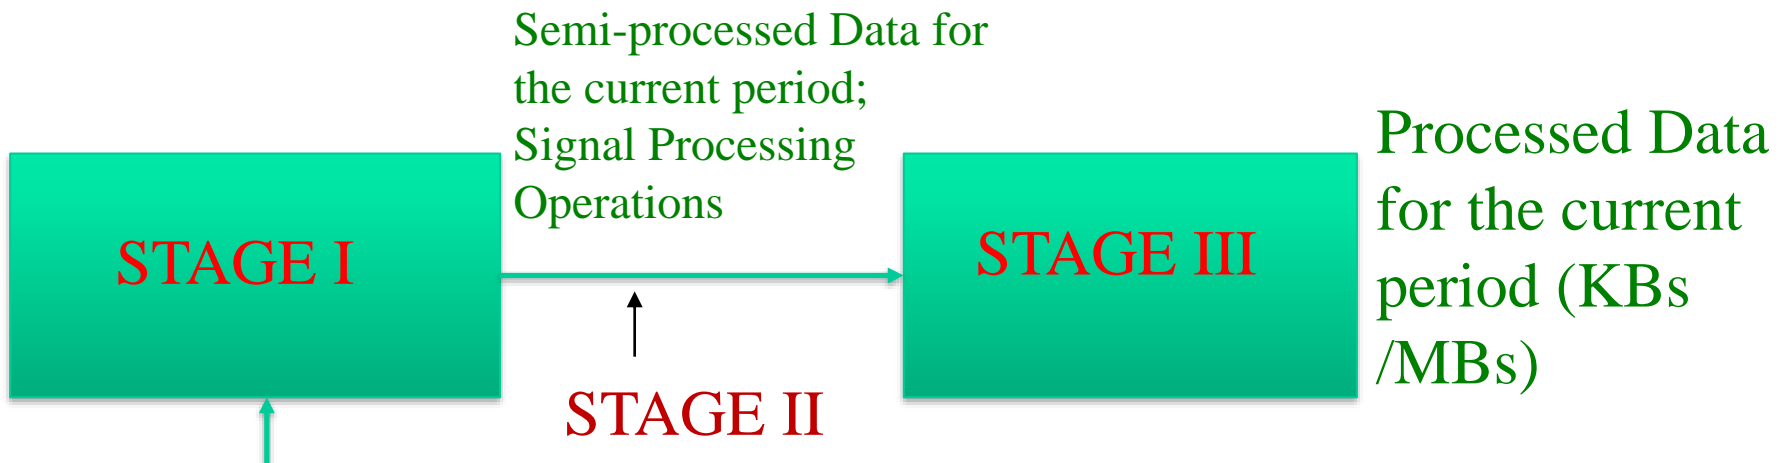 Semi-processed Data for
the current period;
Signal Processing
Operations
STAGE I
STAGE II
STAGE III
Processed Data
for the current
period (KBs
/MBs)